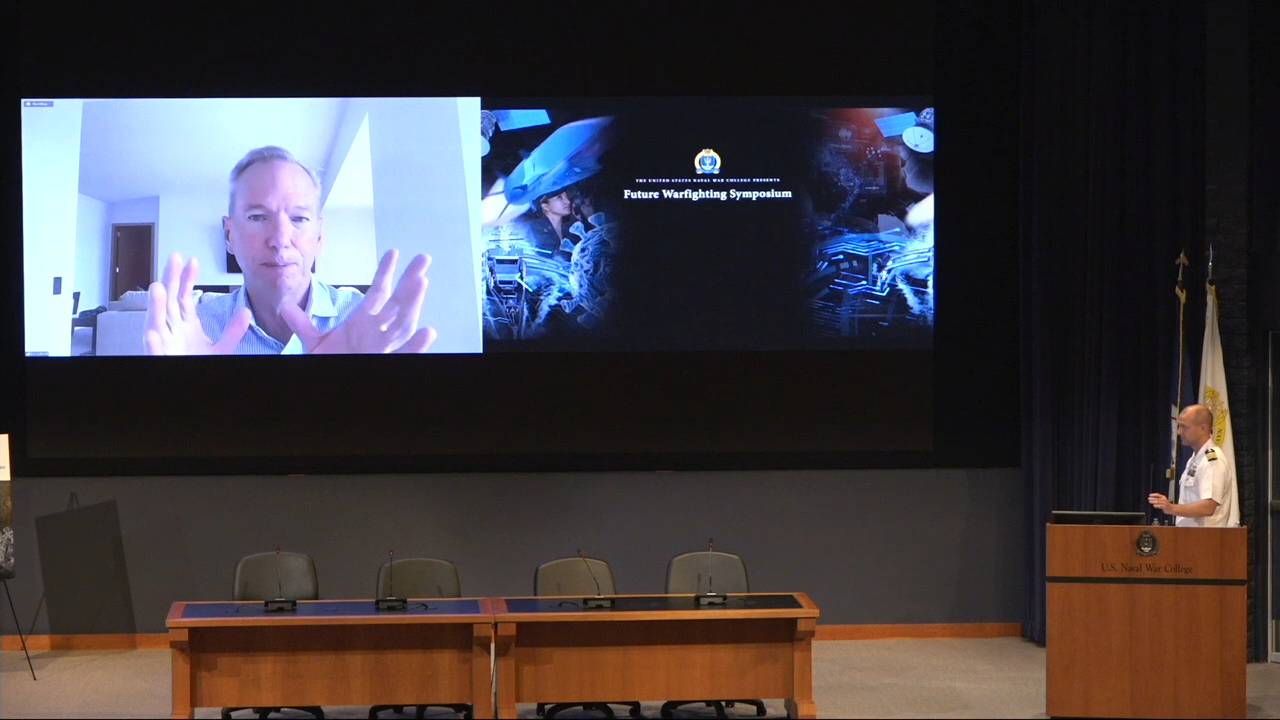 THE UNITED STATES NAVAL WAR COLLEGE PRESENTS
Future Warfighting Symposium
U.S. Naval War College